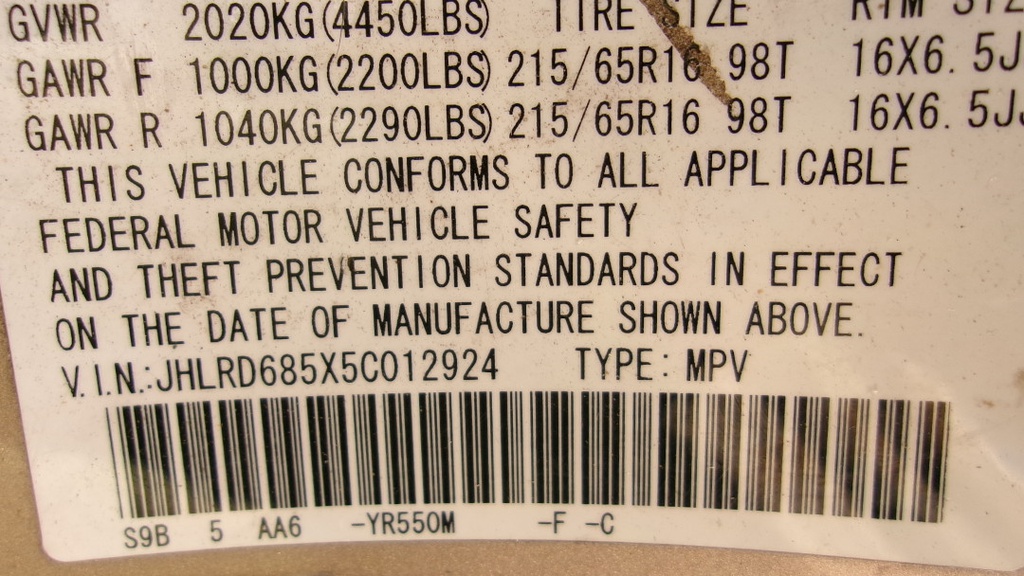 GVWR 2020KG(4450LBS) TIRE SIZE RIM
GAWR F 1000KG(2200LBS) 215/65R16 98T 16X6.5J
GAWR R 1040KG(2290LBS) 215/65R16 98T 16X6.5J
THIS VEHICLE CONFORMS TO ALL APPLICABLE
FEDERAL MOTOR VEHICLE SAFETY
AND THEFT PREVENTION STANDARDS IN EFFECT
ON THE DATE OF MANUFACTURE SHOWN ABOVE.
V.I.N.:JHLRD685X5C012924 TYPE: MPV
S9B 5 AA6 -YR550M -F -C